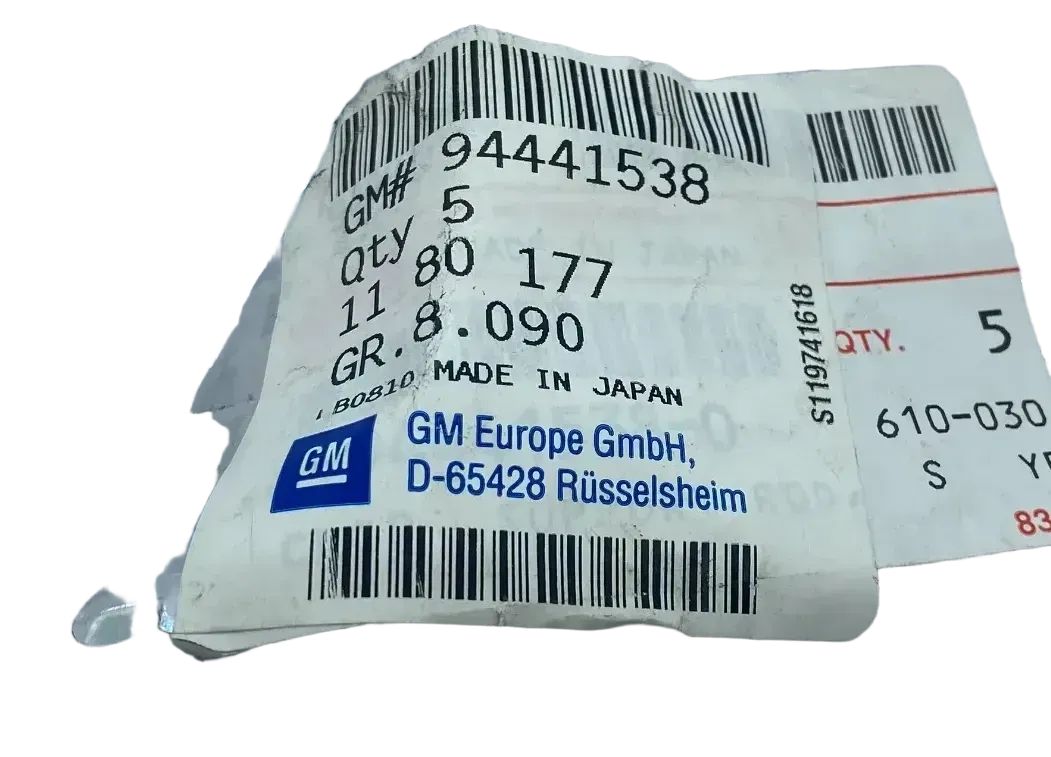 GM# 94441538
Qty 5
11 80 177
GR. 8.090
B0810 MADE IN JAPAN
GM
GM Europe GmbH,
D-65428 Rüsselsheim
S119741618
QTY. 5
610-030
S
83